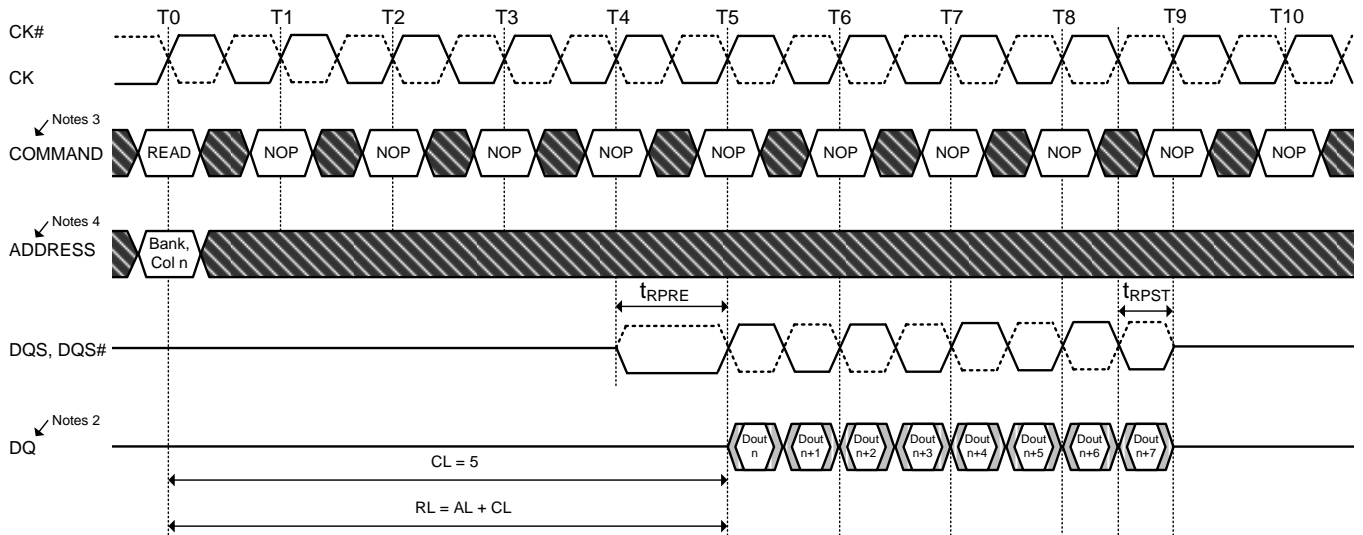 T0 T1 T2 T3 T4 T5 T6 T7 T8 T9 T10
CK#
CK
Notes 3
COMMAND READ NOP NOP NOP NOP NOP NOP NOP NOP NOP NOP
Notes 4
ADDRESS Bank,
Col n
tRPRE tRPST
DQS, DQS#
Notes 2
DQ
Dout Dout Dout Dout Dout Dout Dout Dout
n n+1 n+2 n+3 n+4 n+5 n+6 n+7
CL = 5
RL = AL + CL